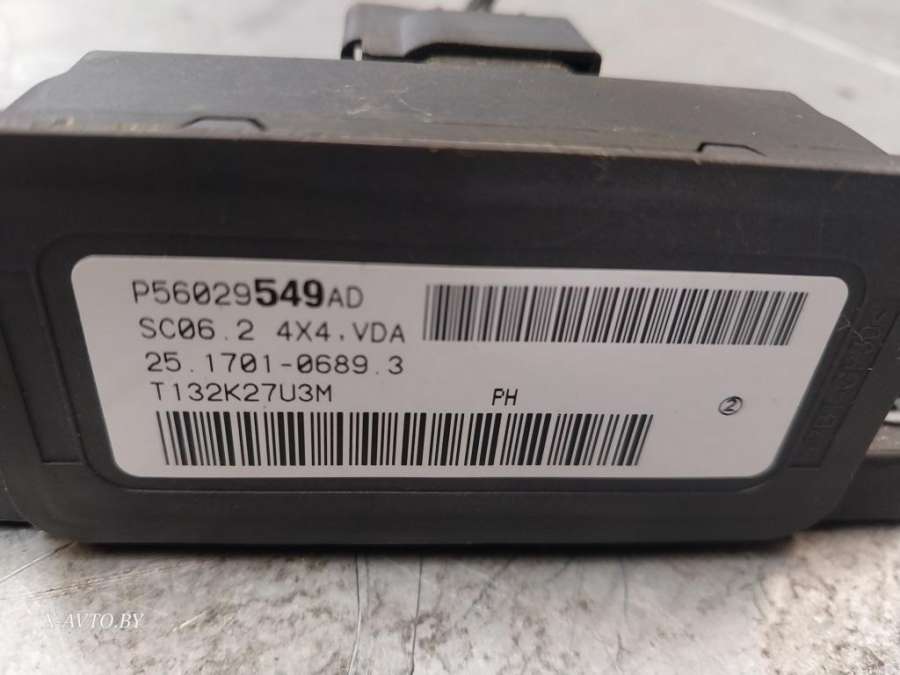 P56029549AD
SC06.2 4X4.VDA
25.1701-0689.3
T132K27U3M PH ②
X-AVTO.BY